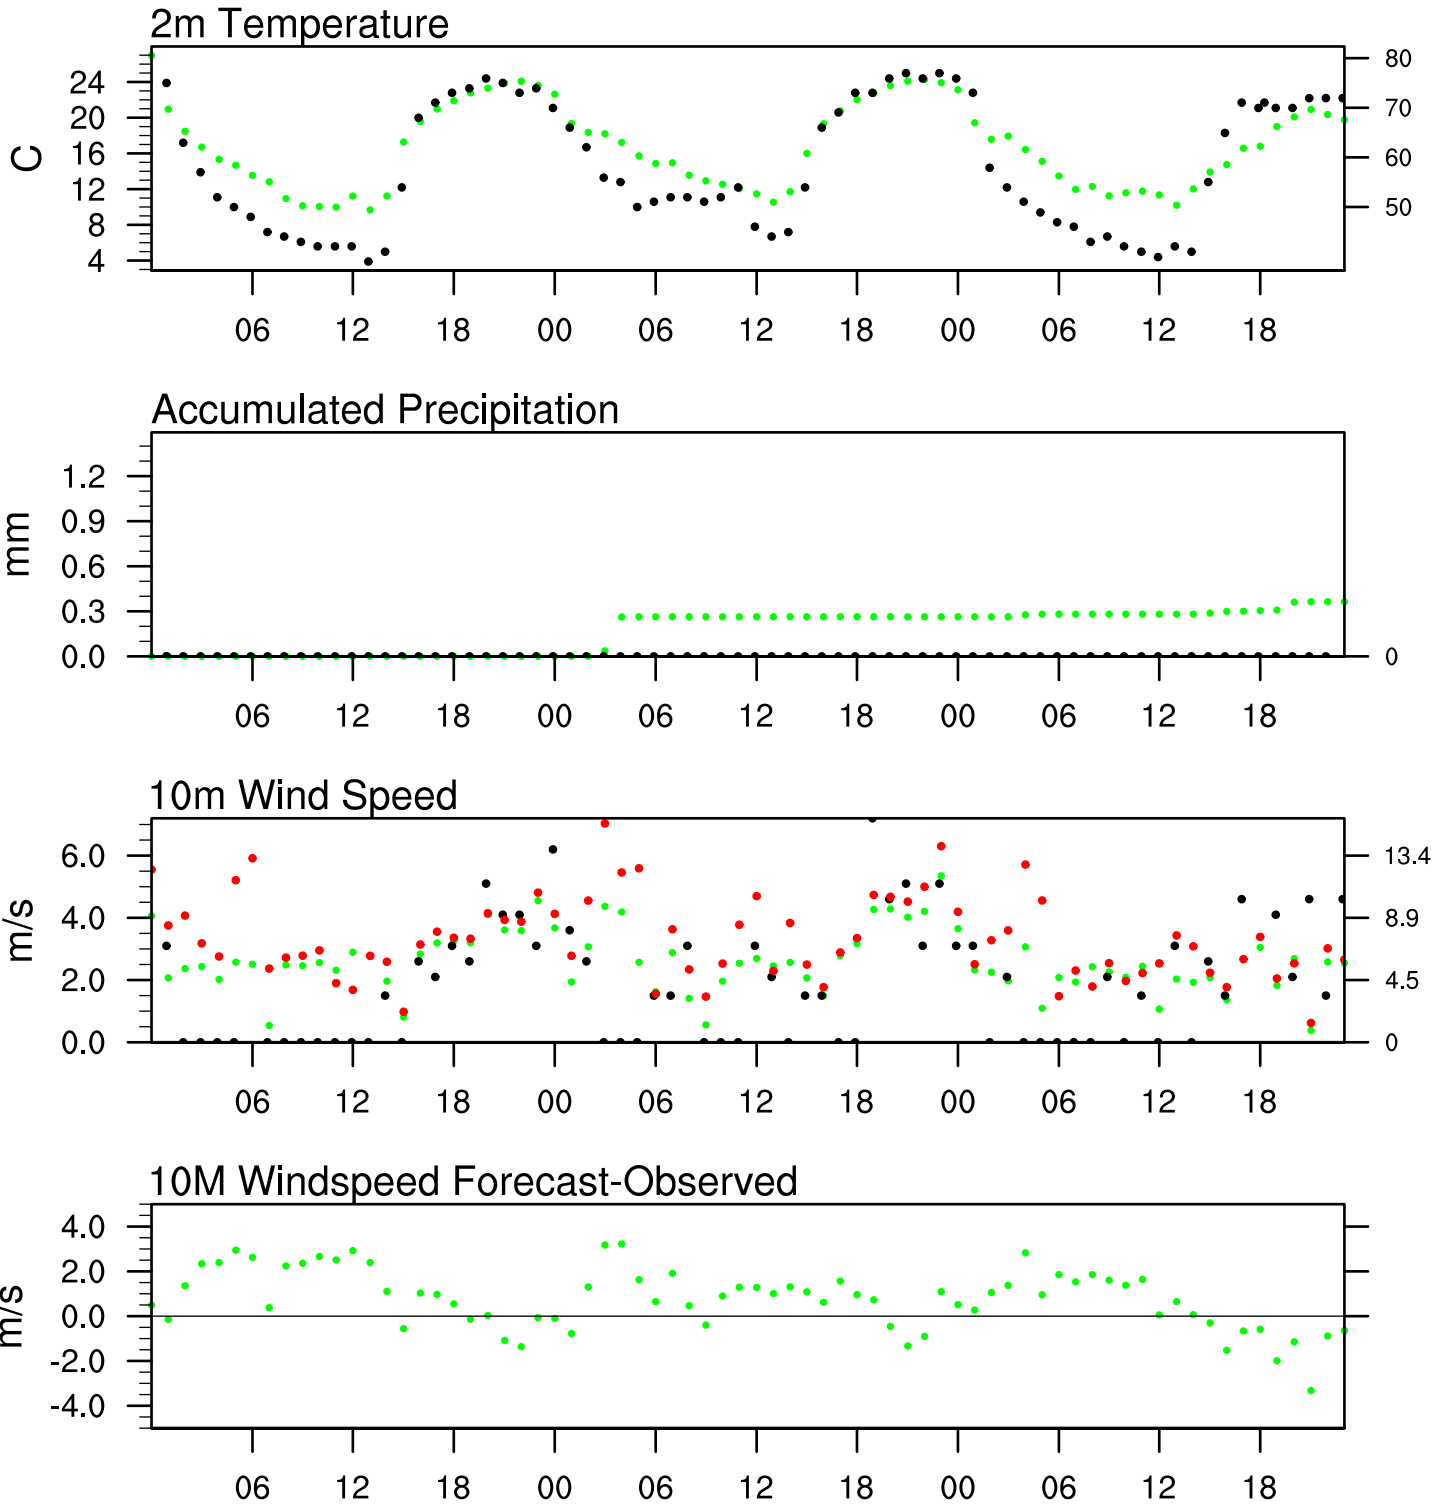 2m Temperature
24
20
16
12
8
4
C
80
70
60
50
06 12 18 00 06 12 18 00 06 12 18
Accumulated Precipitation
1.2
0.9
0.6
0.3
0.0
mm
0
06 12 18 00 06 12 18 00 06 12 18
10m Wind Speed
6.0
4.0
2.0
0.0
m/s
13.4
8.9
4.5
0
06 12 18 00 06 12 18 00 06 12 18
10M Windspeed Forecast-Observed
4.0
2.0
0.0
-2.0
-4.0
m/s
06 12 18 00 06 12 18 00 06 12 18